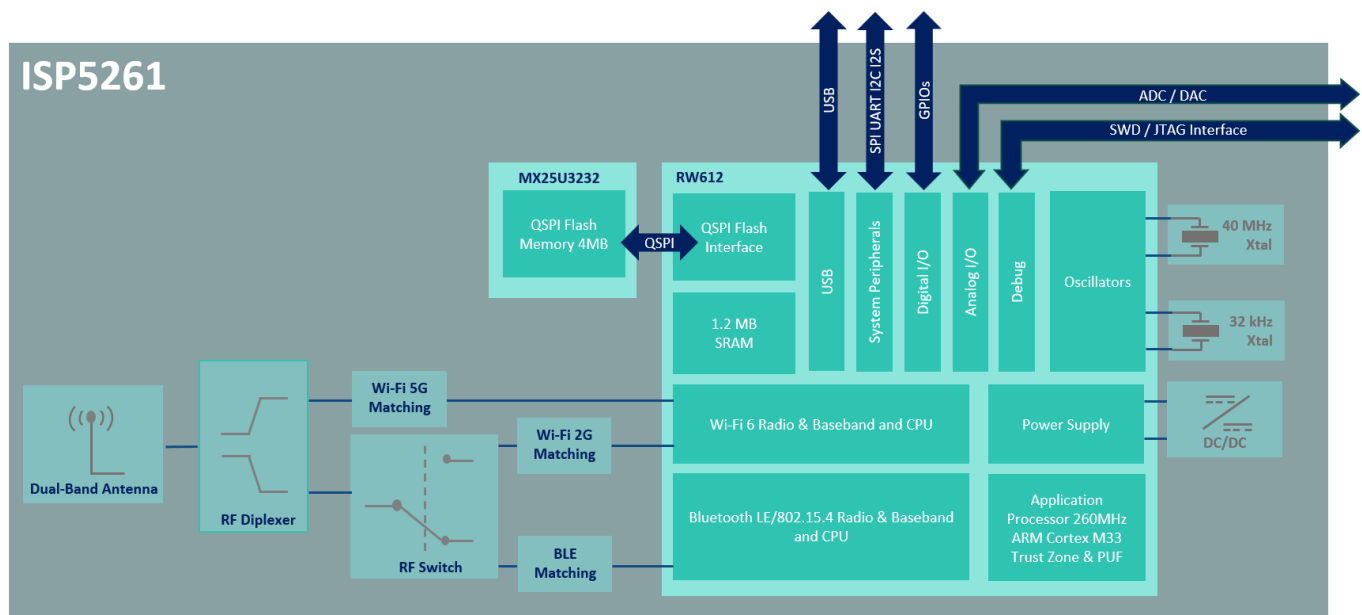 ISP5261
USB
SPI UART I2C I2S
GPIOs
ADC / DAC
SWD / JTAG Interface
MX25U3232
QSPI Flash
Memory 4MB
QSPI
RW612
QSPI Flash
Interface
1.2 MB
SRAM
USB
System Peripherals
Digital I/O
Analog I/O
Debug
Oscillators
40 MHz
Xtal
32 kHz
Xtal
Wi-Fi 5G
Matching
Wi-Fi 2G
Matching
Wi-Fi 6 Radio & Baseband and CPU
Power Supply
DC/DC
Dual-Band Antenna
RF Diplexer
RF Switch
BLE
Matching
Bluetooth LE/802.15.4 Radio & Baseband
and CPU
Application
Processor 260MHz
ARM Cortex M33
Trust Zone & PUF